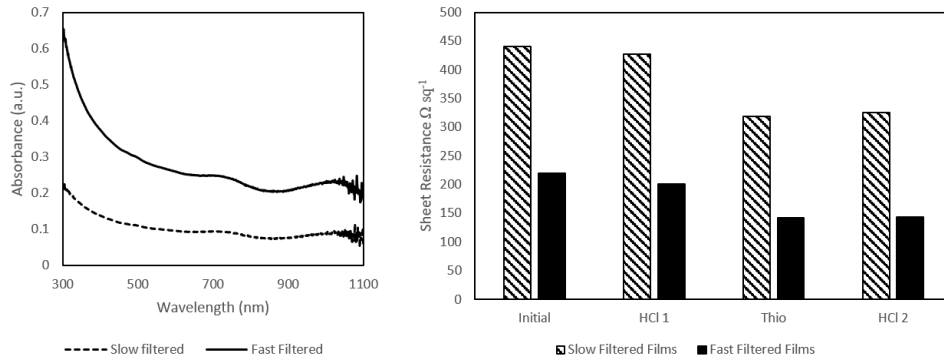 0.7
0.6
0.5
0.4
0.3
0.2
0.1
0
Absorbance (a.u.)
300 500 700 900 1100
Wavelength (nm)
Slow filtered Fast Filtered
500
450
400
350
300
250
200
150
100
50
0
Sheet Resistance Ω sq⁻¹
Initial HCl 1 Thio HCl 2
Slow Filtered Films Fast Filtered Films